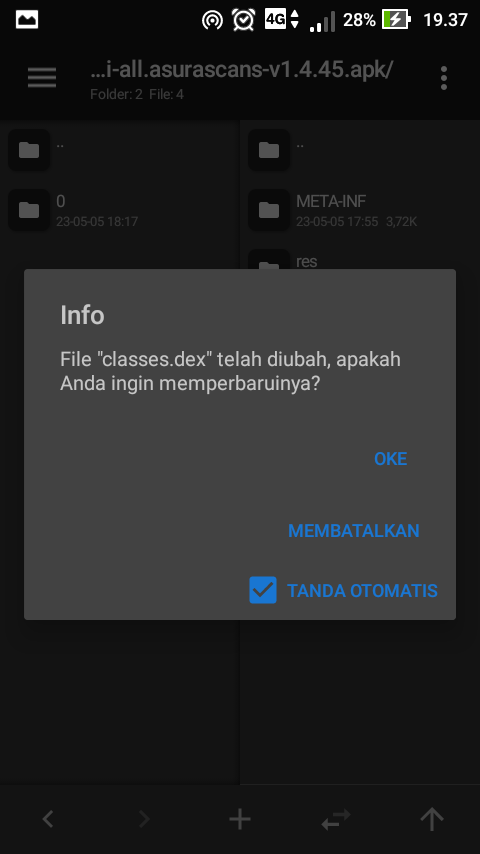 4G 28% 19.37
...i-all.asurascans-v1.4.45.apk/
Folder: 2 File: 4
..
..
0
23-05-05 18:17
META-INF
23-05-05 17:55 3,72K
res
Info
File "classes.dex" telah diubah, apakah
Anda ingin memperbaruinya?
OKE
MEMBATALKAN
TANDA OTOMATIS